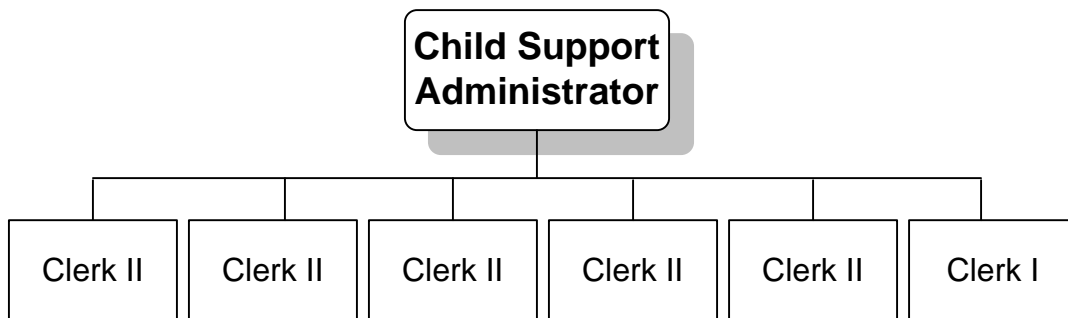 Child Support
Administrator
Clerk II
Clerk II
Clerk II
Clerk II
Clerk II
Clerk I